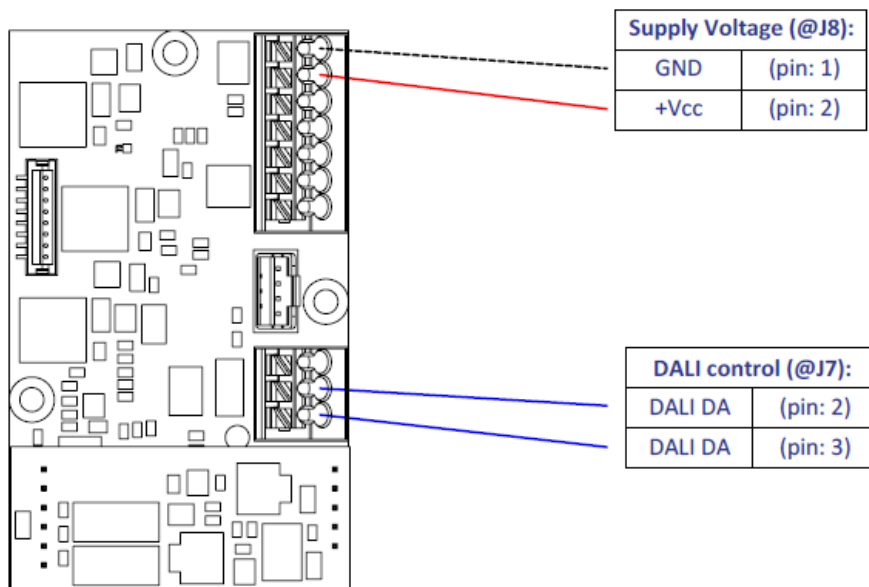 Supply Voltage (@J8):
GND (pin: 1)
+Vcc (pin: 2)
DALI control (@J7):
DALI DA (pin: 2)
DALI DA (pin: 3)